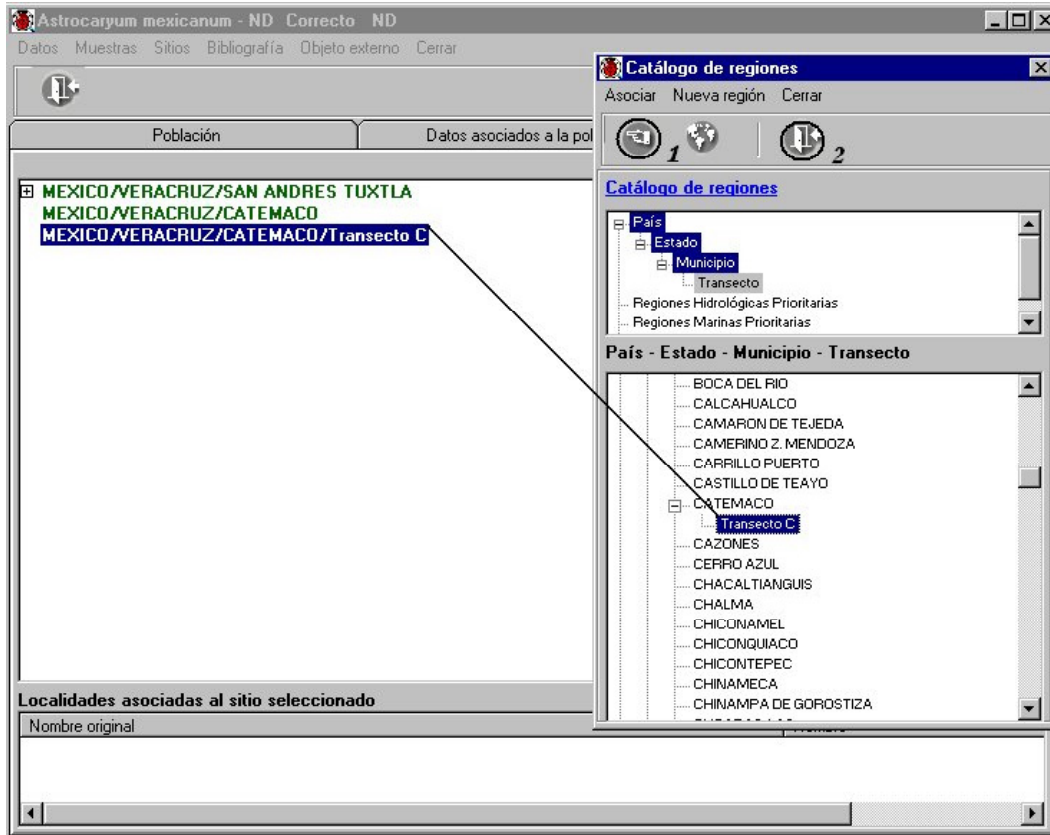 Astrocaryum mexicanum - ND Correcto ND
Datos Muestras Sitios Bibliografía Objeto externo Cerrar
Población
Datos asociados a la pob
MEXICO/VERACRUZ/SAN ANDRES TUXTLA
MEXICO/VERACRUZ/CATEMACO
MEXICO/VERACRUZ/CATEMACO/Transecto C
Localidades asociadas al sitio seleccionado
Nombre original
Catálogo de regiones
Asociar Nueva región Cerrar
1 2
Catálogo de regiones
País
Estado
Municipio
Transecto
Regiones Hidrológicas Prioritarias
Regiones Marinas Prioritarias
País - Estado - Municipio - Transecto
BOCA DEL RIO
CALCAHUALCO
CAMARON DE TEJEDA
CAMERINO Z. MENDOZA
CARRILLO PUERTO
CASTILLO DE TEAYO
CATEMACO
Transecto C
CAZONES
CERRO AZUL
CHACALTIANGUIS
CHALMA
CHICONAMEL
CHICONQUIACO
CHICONTEPEC
CHINAMECA
CHINAMPA DE GOROSTIZA